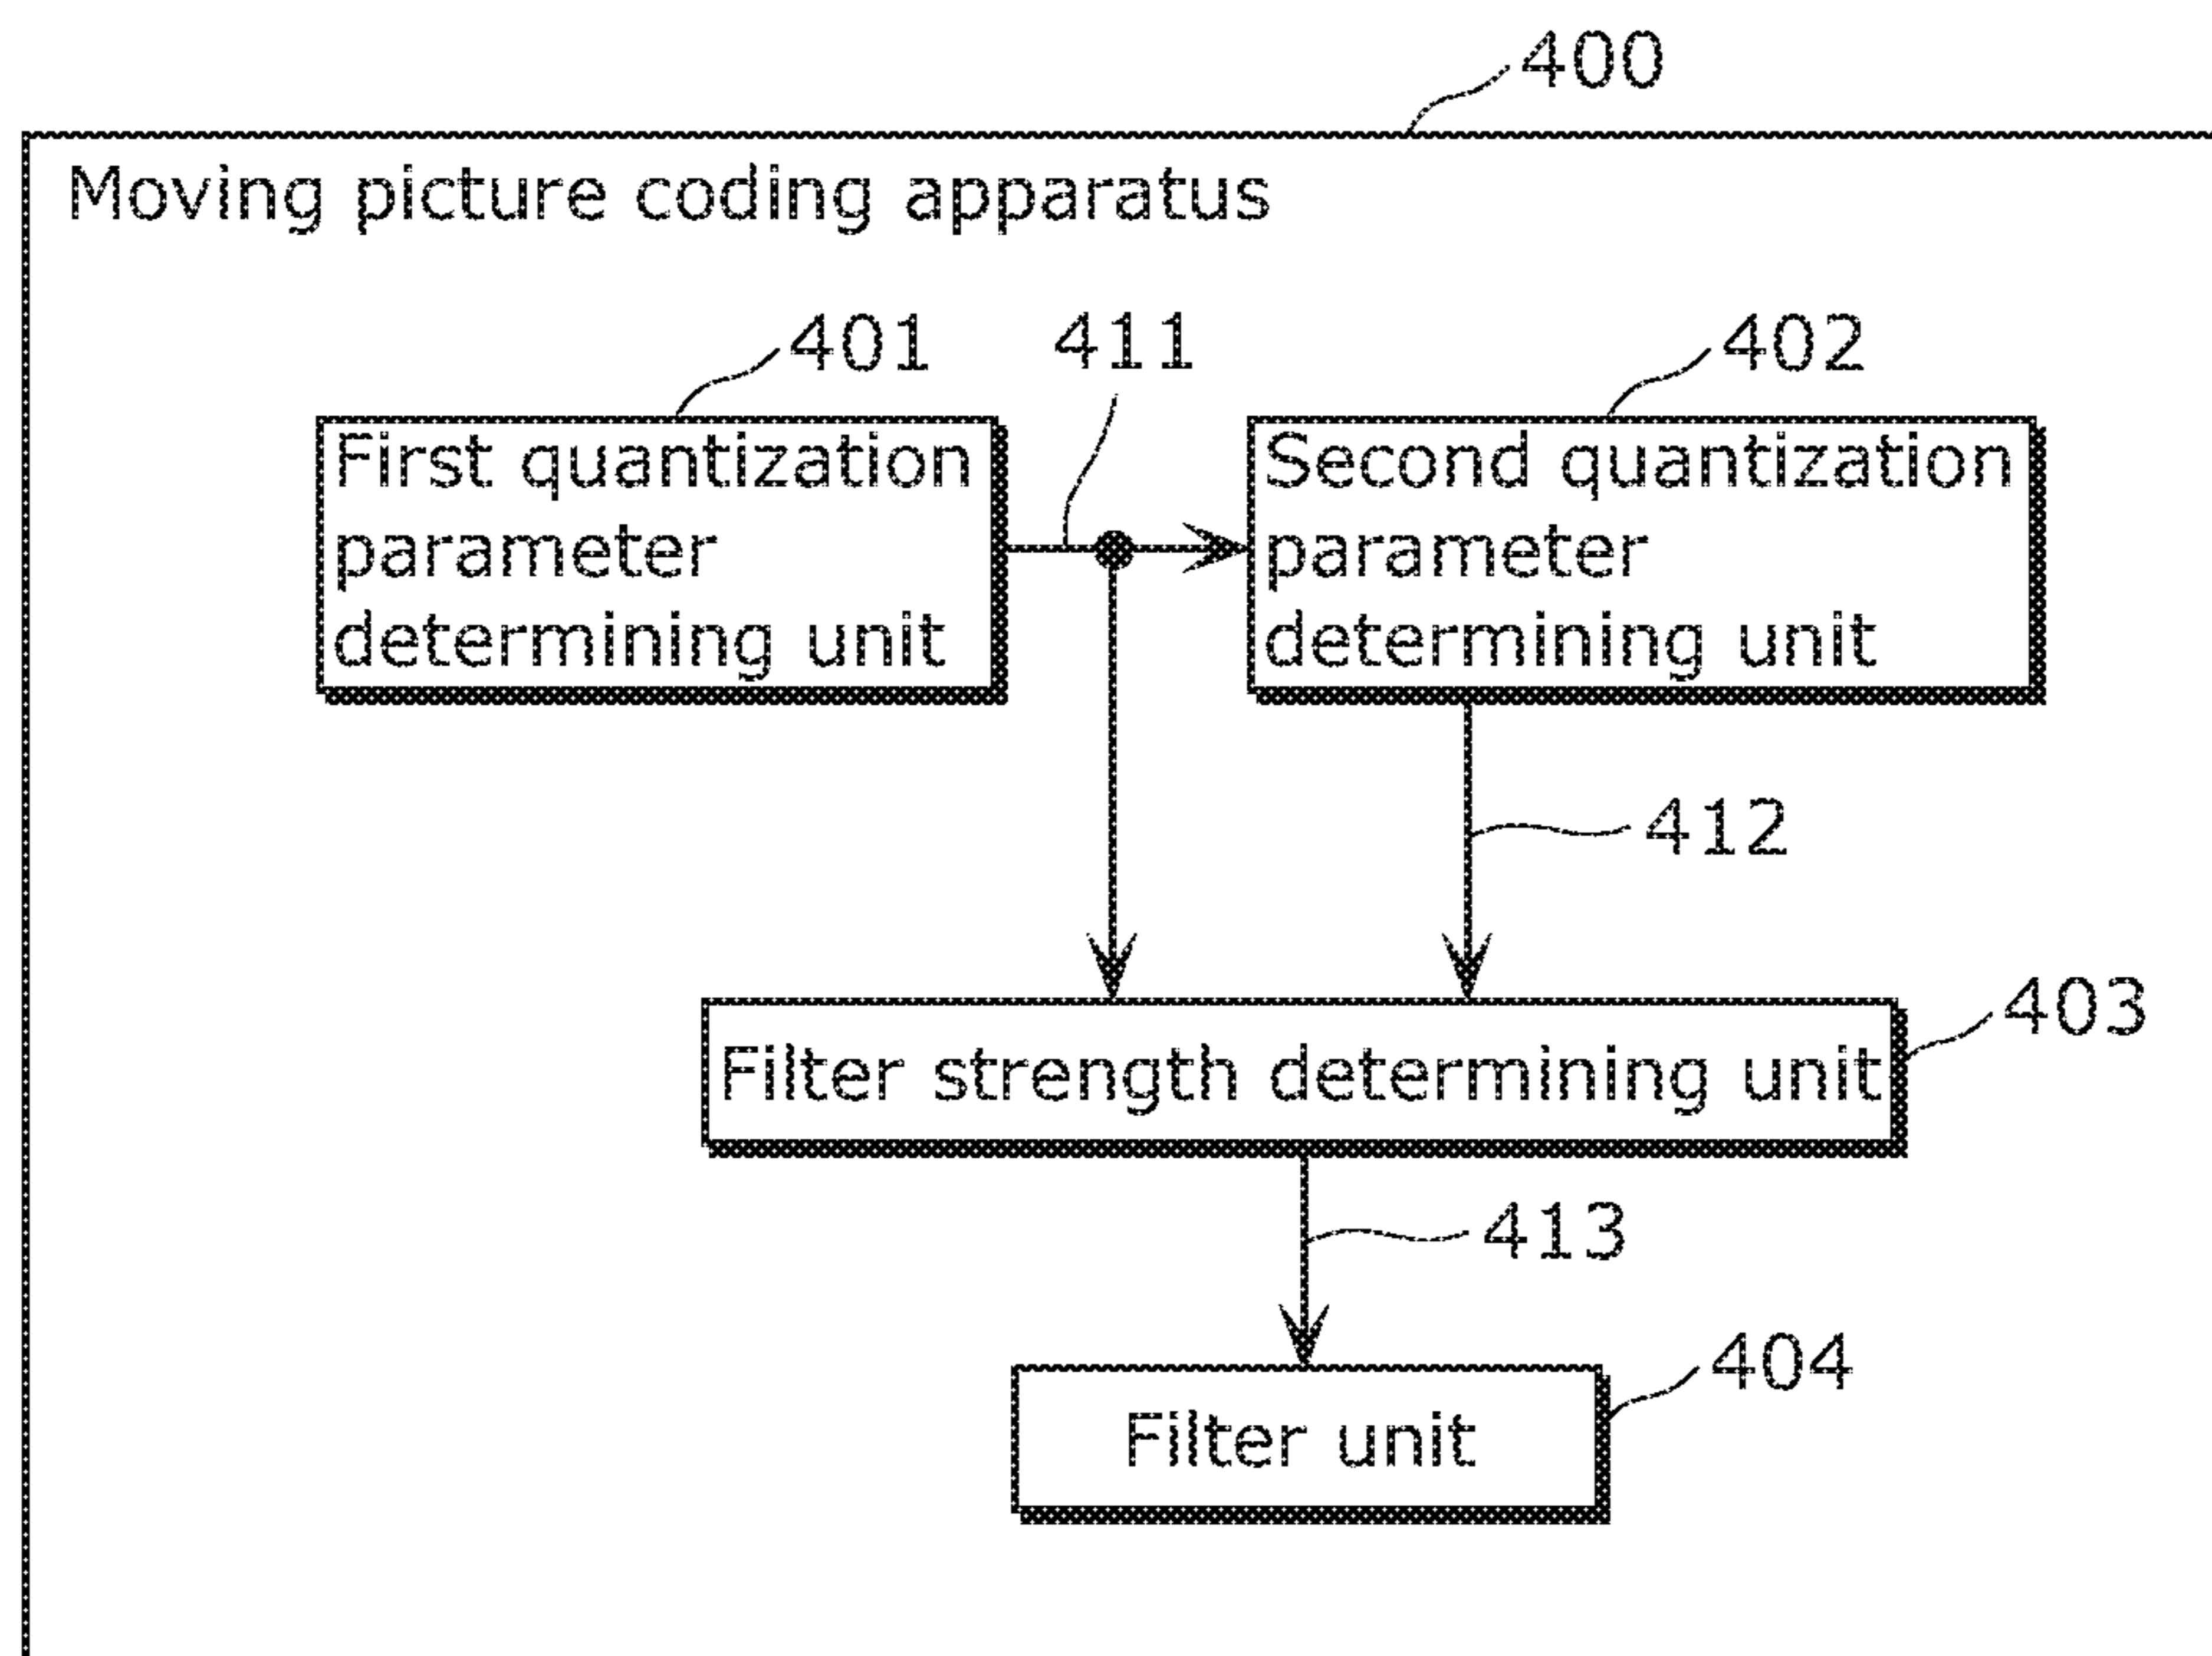 400
Moving picture coding apparatus
401
411
402
First quantization
parameter
determining unit
Second quantization
parameter
determining unit
412
403
Filter strength determining unit
413
404
Filter unit